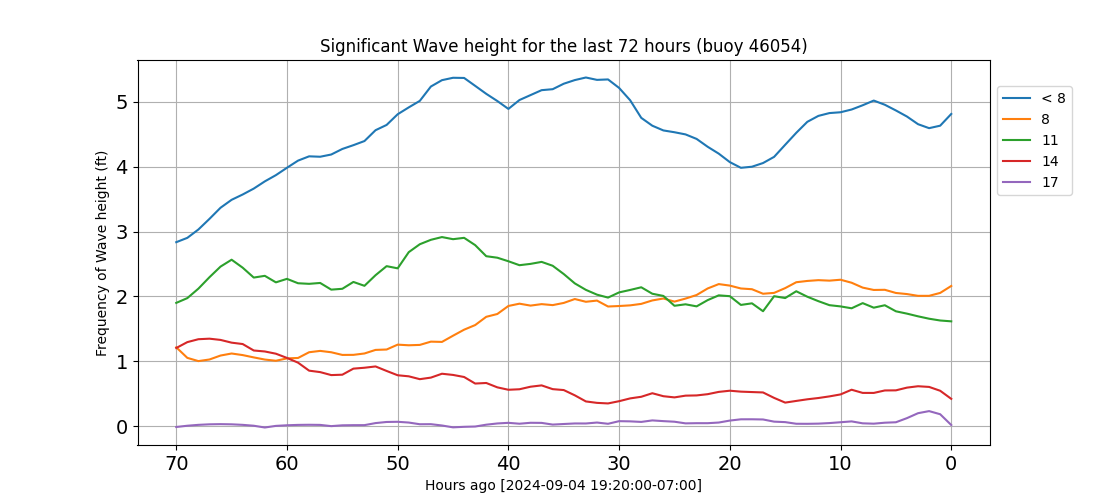 Significant Wave height for the last 72 hours (buoy 46054)
Frequency of Wave height (ft)
5
4
3
2
1
0
70 60 50 40 30 20 10 0
Hours ago [2024-09-04 19:20:00-07:00]
< 8
8
11
14
17